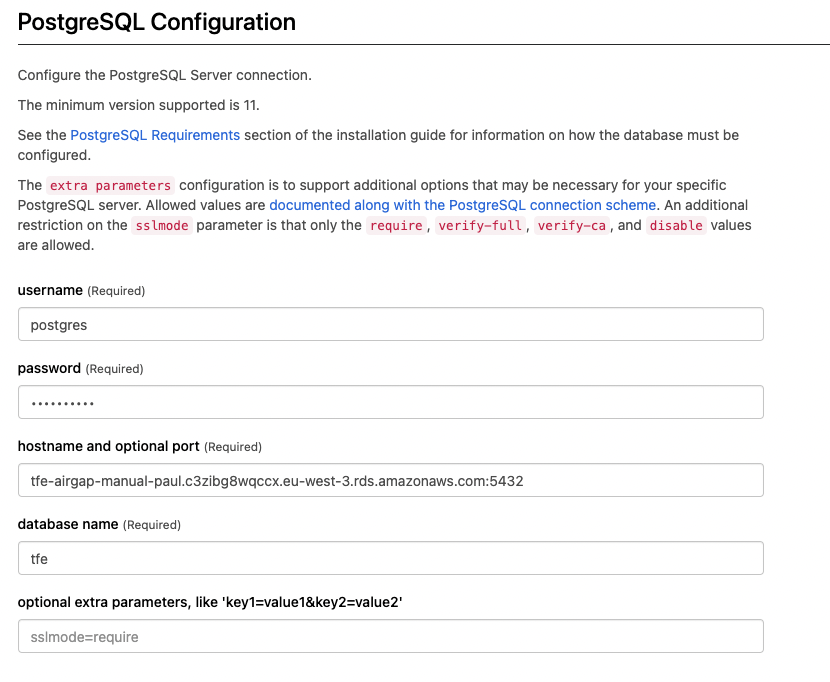 PostgreSQL Configuration
Configure the PostgreSQL Server connection.
The minimum version supported is 11.
See the PostgreSQL Requirements section of the installation guide for information on how the database must be
configured.
The extra parameters configuration is to support additional options that may be necessary for your specific
PostgreSQL server. Allowed values are documented along with the PostgreSQL connection scheme. An additional
restriction on the sslmode parameter is that only the require, verify-full, verify-ca, and disable values
are allowed.
username (Required)
postgres
password (Required)
••••••••••
hostname and optional port (Required)
tfe-airgap-manual-paul.c3zibg8wqccx.eu-west-3.rds.amazonaws.com:5432
database name (Required)
tfe
optional extra parameters, like 'key1=value1&key2=value2'
sslmode=require